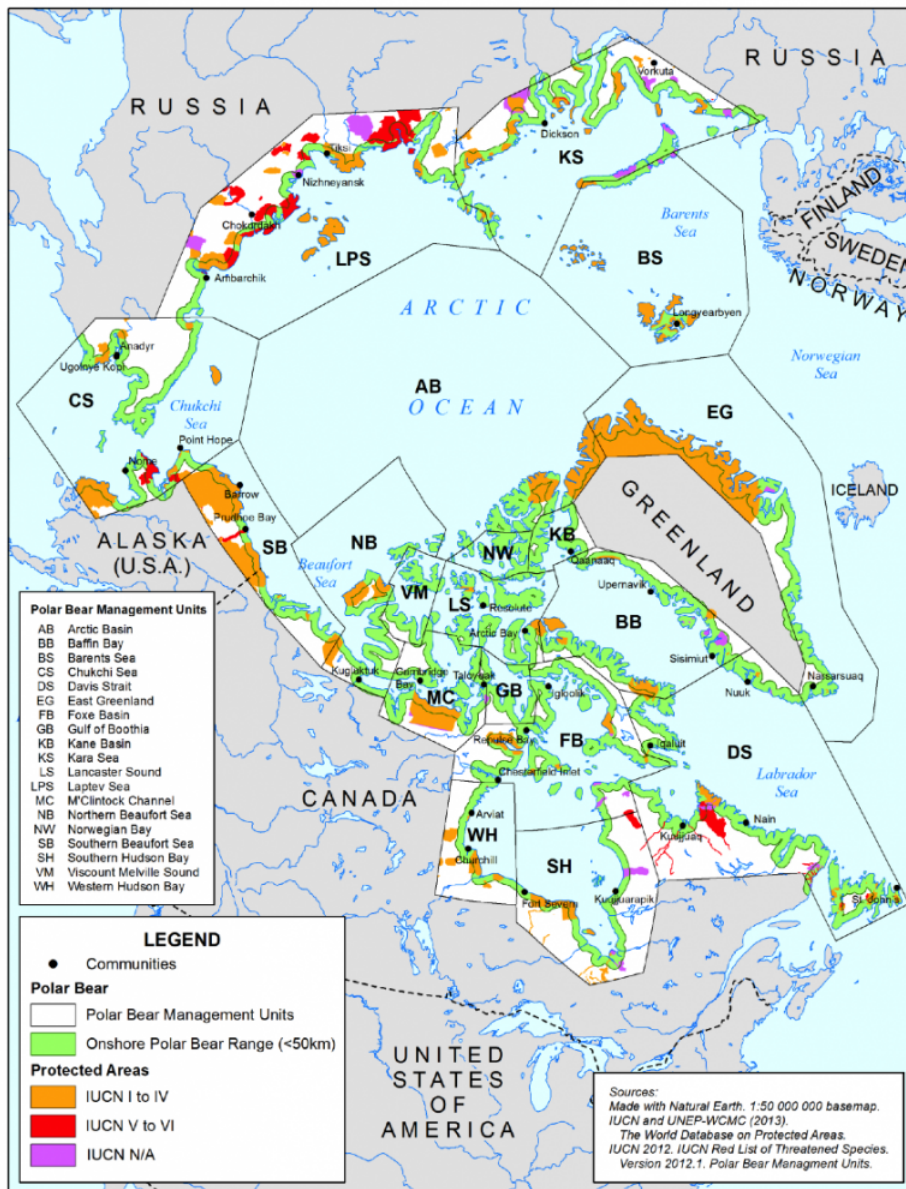 RUSSIA
RUSSIA
Vorkuta
Dickson
KS
Tiksi
Nizhneyansk
Chokurdakh
LPS
Barents
Sea
BS
FINLAND
SWEDEN
NORWAY
Ambarchik
ARCTIC
Longyearbyen
Anadyr
Ugolnye Kopi
Norwegian
Sea
CS
Chukchi
Sea
AB
OCEAN
EG
Point Hope
Nome
Barrow
ICELAND
Prudhoe Bay
ALASKA
(U.S.A.)
SB
NB
Beaufort
Sea
NW
KB
Qaanaaq
GREENLAND
VM
LS
Resolute
Upernavik
BB
Arctic Bay
Sisimiut
Kugluktuk
Cambridge
Bay
Taloyoak
MC
GB
Igloolik
Nuuk
Narsarsuaq
Repulse Bay
FB
Iqaluit
DS
Chesterfield Inlet
Labrador
Sea
CANADA
Arviat
WH
Churchill
Kuujjuaq
Nain
SH
Fort Severn
Kuujjuarapik
St. John's
Polar Bear Management Units
AB Arctic Basin
BB Baffin Bay
BS Barents Sea
CS Chukchi Sea
DS Davis Strait
EG East Greenland
FB Foxe Basin
GB Gulf of Boothia
KB Kane Basin
KS Kara Sea
LS Lancaster Sound
LPS Laptev Sea
MC M'Clintock Channel
NB Northern Beaufort Sea
NW Norwegian Bay
SB Southern Beaufort Sea
SH Southern Hudson Bay
VM Viscount Melville Sound
WH Western Hudson Bay
LEGEND
Communities
Polar Bear
Polar Bear Management Units
Onshore Polar Bear Range (<50km)
Protected Areas
IUCN I to IV
IUCN V to VI
IUCN N/A
UNITED
STATES
OF
AMERICA
Sources:
Made with Natural Earth. 1:50 000 000 basemap.
IUCN and UNEP-WCMC (2013).
The World Database on Protected Areas.
IUCN 2012. IUCN Red List of Threatened Species.
Version 2012.1. Polar Bear Managment Units.